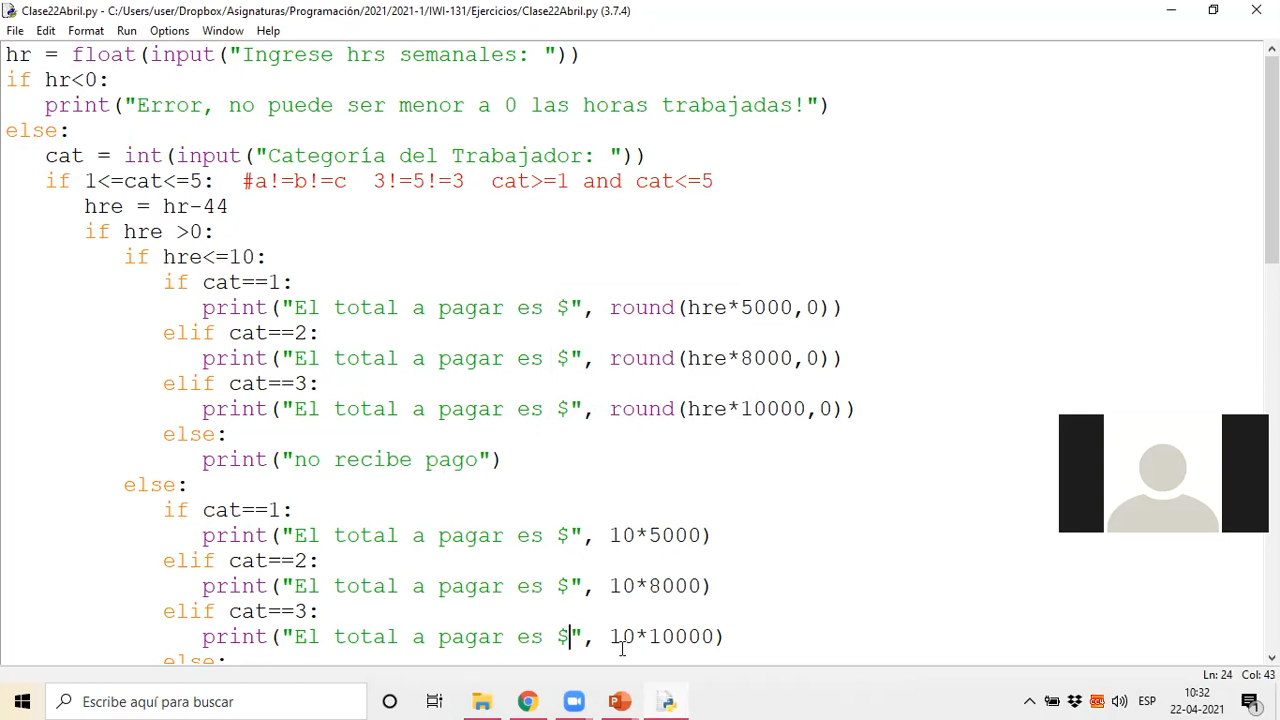 Clase22Abril.py - C:/Users/user/Dropbox/Asignaturas/Programación/2021/2021-1/IWI-131/Ejercicios/Clase22Abril.py (3.7.4)
File Edit Format Run Options Window Help
hr = float(input("Ingrese hrs semanales: "))
if hr<0:
   print("Error, no puede ser menor a 0 las horas trabajadas!")
else:
   cat = int(input("Categoría del Trabajador: "))
   if 1<=cat<=5:  #a!=b!=c  3!=5!=3  cat>=1 and cat<=5
      hre = hr-44
      if hre >0:
         if hre<=10:
            if cat==1:
               print("El total a pagar es $", round(hre*5000,0))
            elif cat==2:
               print("El total a pagar es $", round(hre*8000,0))
            elif cat==3:
               print("El total a pagar es $", round(hre*10000,0))
            else:
               print("no recibe pago")
         else:
            if cat==1:
               print("El total a pagar es $", 10*5000)
            elif cat==2:
               print("El total a pagar es $", 10*8000)
            elif cat==3:
               print("El total a pagar es $", 10*10000)
            else:
Ln: 24 Col: 43
Escribe aquí para buscar
ESP
10:32
22-04-2021
1